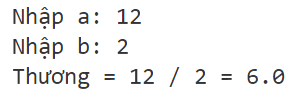 Nhập a: 12
Nhập b: 2
Thương = 12 / 2 = 6.0